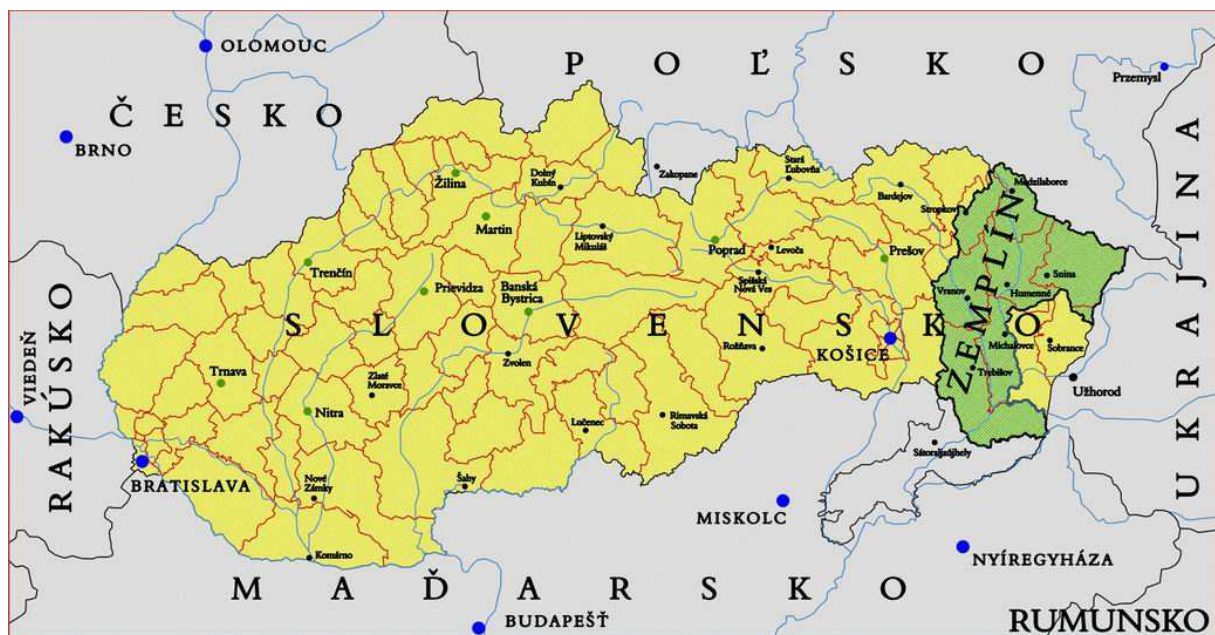 OLOMOUC
POĽSKO
Przemysl
ČESKO
BRNO
Zakopane
Stará
Ľubovňa
Žilina
Dolný
Kubín
Bardejov
Medzilaborce
Stropkov
Martin
Liptovský
Mikuláš
Poprad
Levoča
Prešov
Trenčín
Spišská
Nová Ves
Snina
Prievidza
Banská
Bystrica
Vranov
Humenné
ZEMPLÍN
SLOVENSKO
KOŠICE
Rožňava
Michalovce
Sobrance
Zvolen
Trebišov
Trnava
Zlaté
Moravce
Užhorod
VIEDEŇ
RAKÚSKO
UKRAJINA
Nitra
Lučenec
Rimavská
Sobota
Sátoraljaújhely
BRATISLAVA
Nové
Zámky
Šahy
MISKOLC
Komárno
NYÍREGYHÁZA
MAĎARSKO
BUDAPEŠŤ
RUMUNSKO